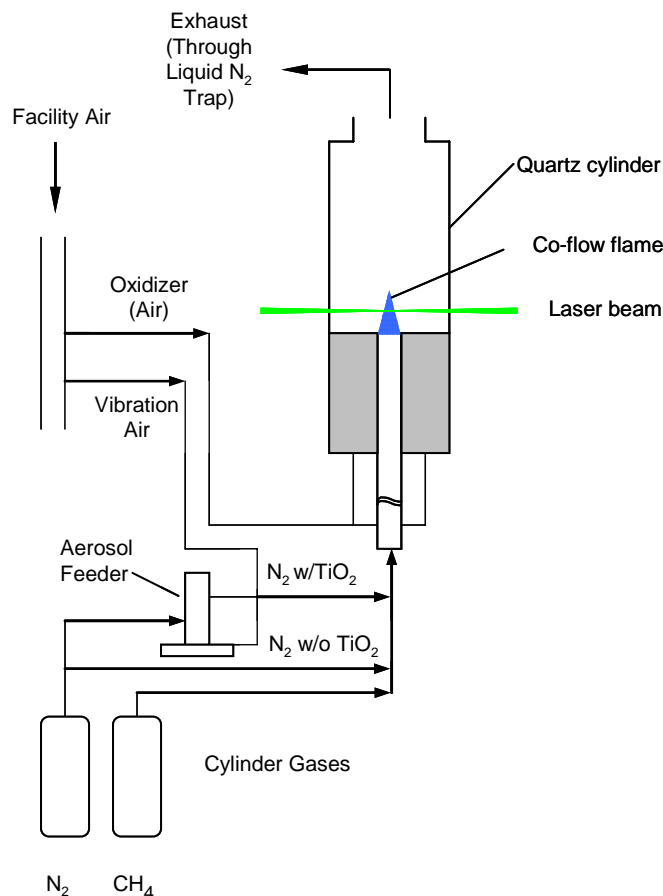 Exhaust
(Through
Liquid N₂
Trap)
Facility Air
Quartz cylinder
Co-flow flame
Oxidizer
(Air)
Laser beam
Vibration
Air
Aerosol
Feeder
N₂ w/TiO₂
N₂ w/o TiO₂
Cylinder Gases
N₂
CH₄